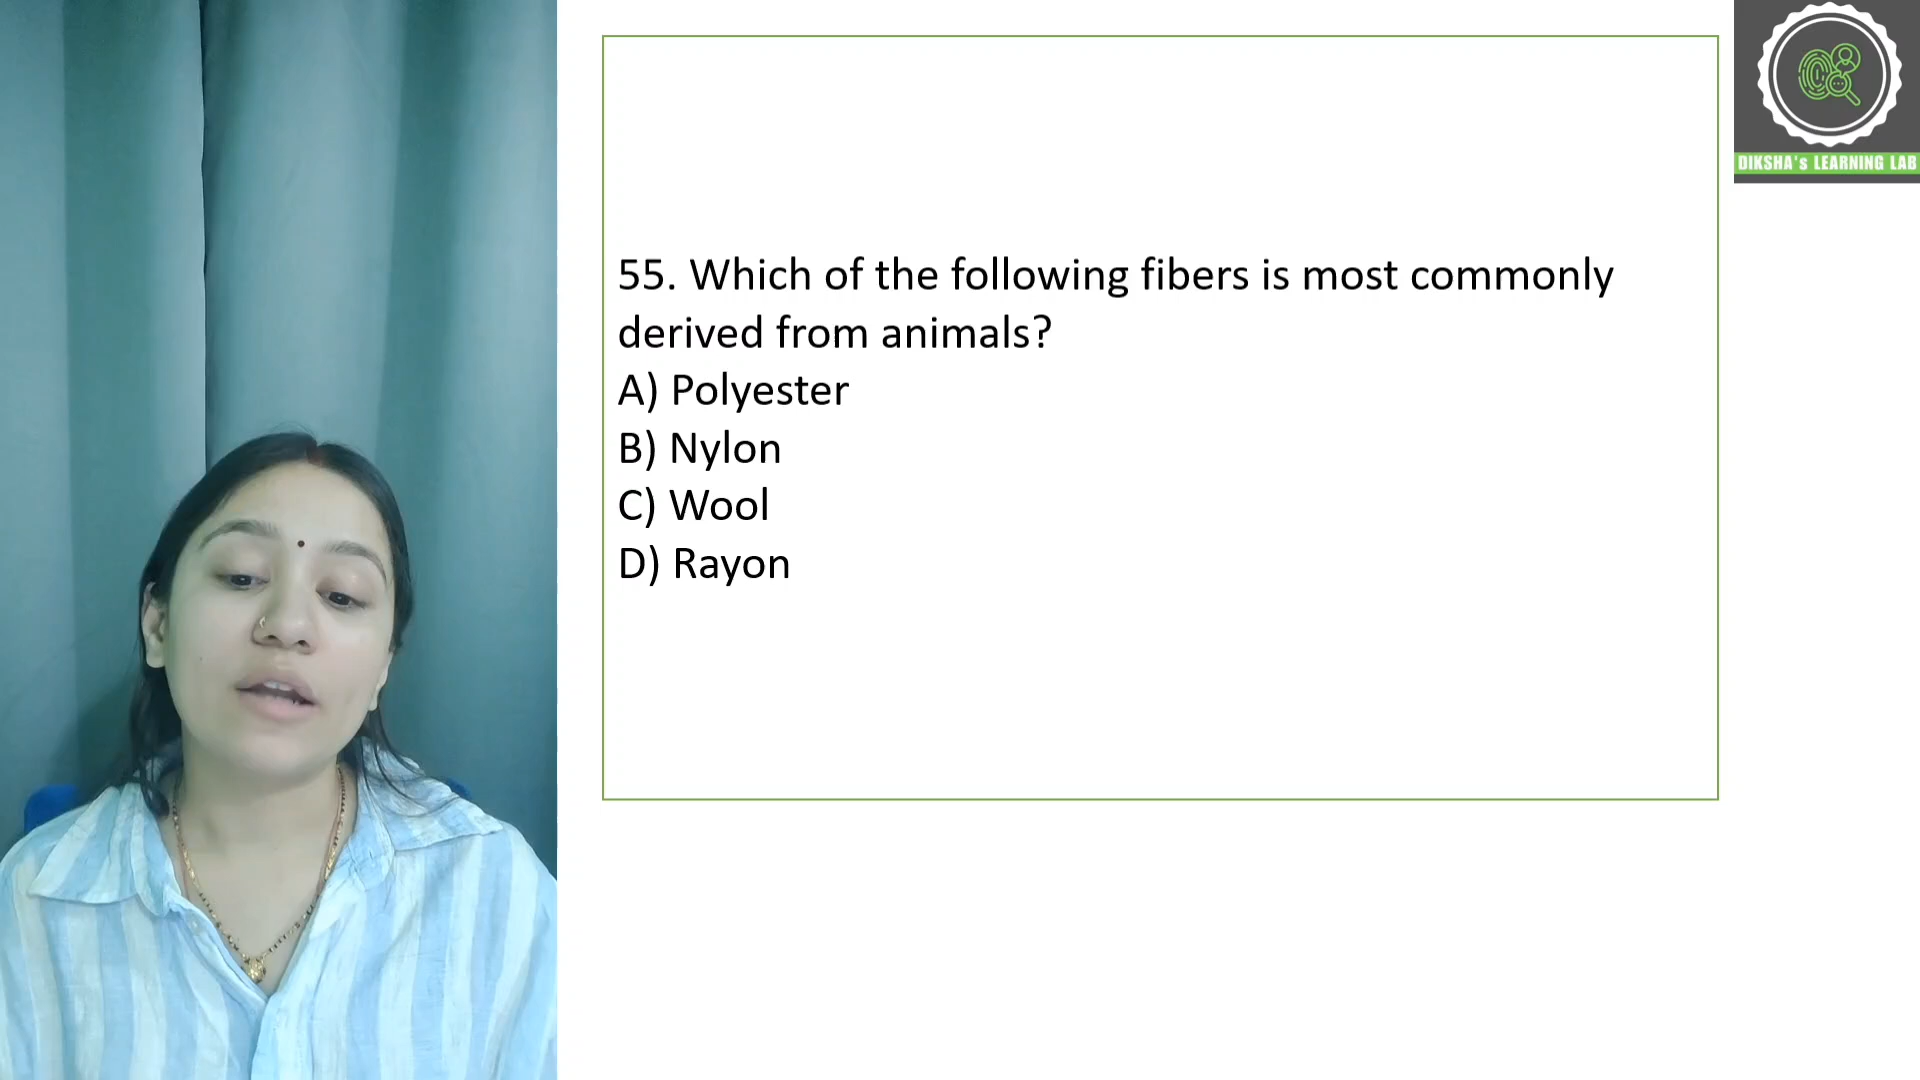 55. Which of the following fibers is most commonly
derived from animals?
A) Polyester
B) Nylon
C) Wool
D) Rayon
DIKSHA's LEARNING LAB